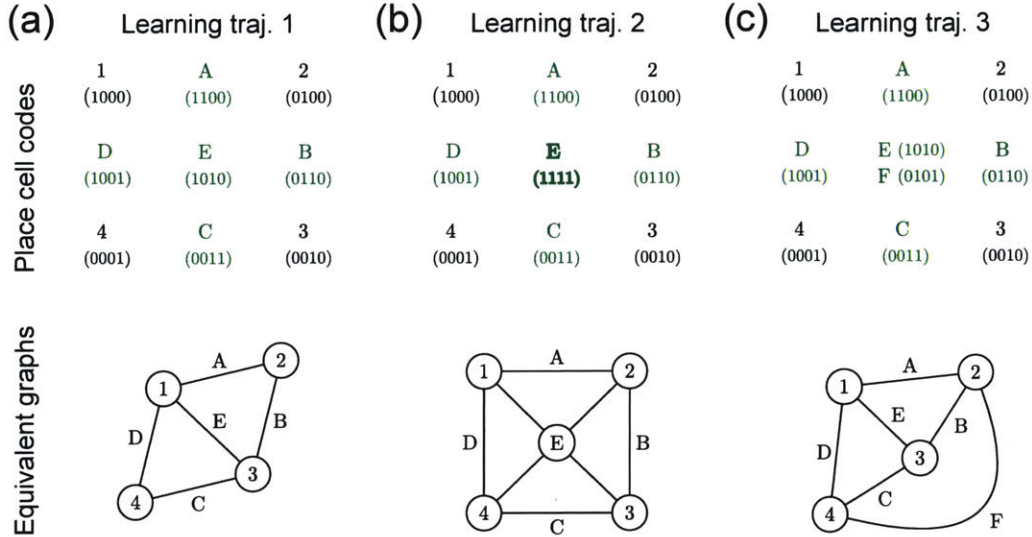 (a) Learning traj. 1 (b) Learning traj. 2 (c) Learning traj. 3
Place cell codes
1 A 2 1 A 2 1 A 2
(1000) (1100) (0100) (1000) (1100) (0100) (1000) (1100) (0100)
D E B D E B D E (1010) B
(1001) (1010) (0110) (1001) (1111) (0110) (1001) F (0101) (0110)
4 C 3 4 C 3 4 C 3
(0001) (0011) (0010) (0001) (0011) (0010) (0001) (0011) (0010)
Equivalent graphs
1 A 2
D E B
4 C 3
1 A 2
D E B
4 C 3
1 A 2
E B
D 3
C
4 F